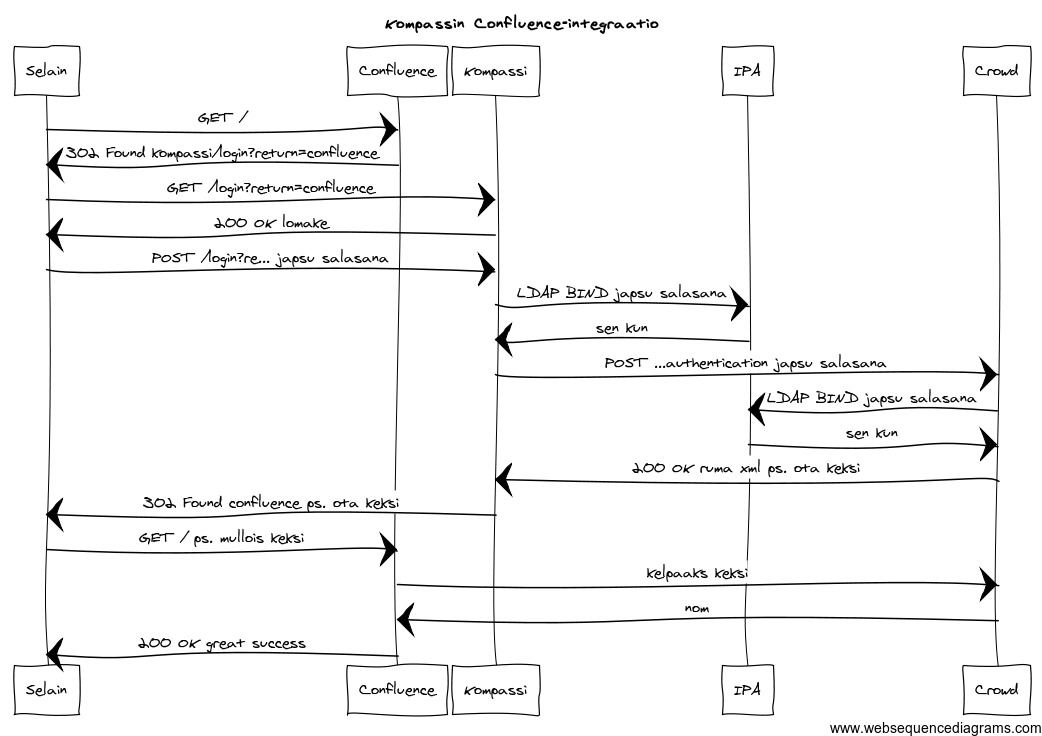 Kompassin Confluence-integraatio
Selain
Confluence
Kompassi
IPA
Crowd
GET /
302 Found kompassi/login?return=confluence
GET /login?return=confluence
200 OK lomake
POST /login?re... japsu salasana
LDAP BIND japsu salasana
sen kun
POST ...authentication japsu salasana
LDAP BIND japsu salasana
sen kun
200 OK ruma xml ps. ota keksi
302 Found confluence ps. ota keksi
GET / ps. mullois keksi
kelpaaks keksi
nom
200 OK great success
Selain
Confluence
Kompassi
IPA
Crowd
www.websequencediagrams.com